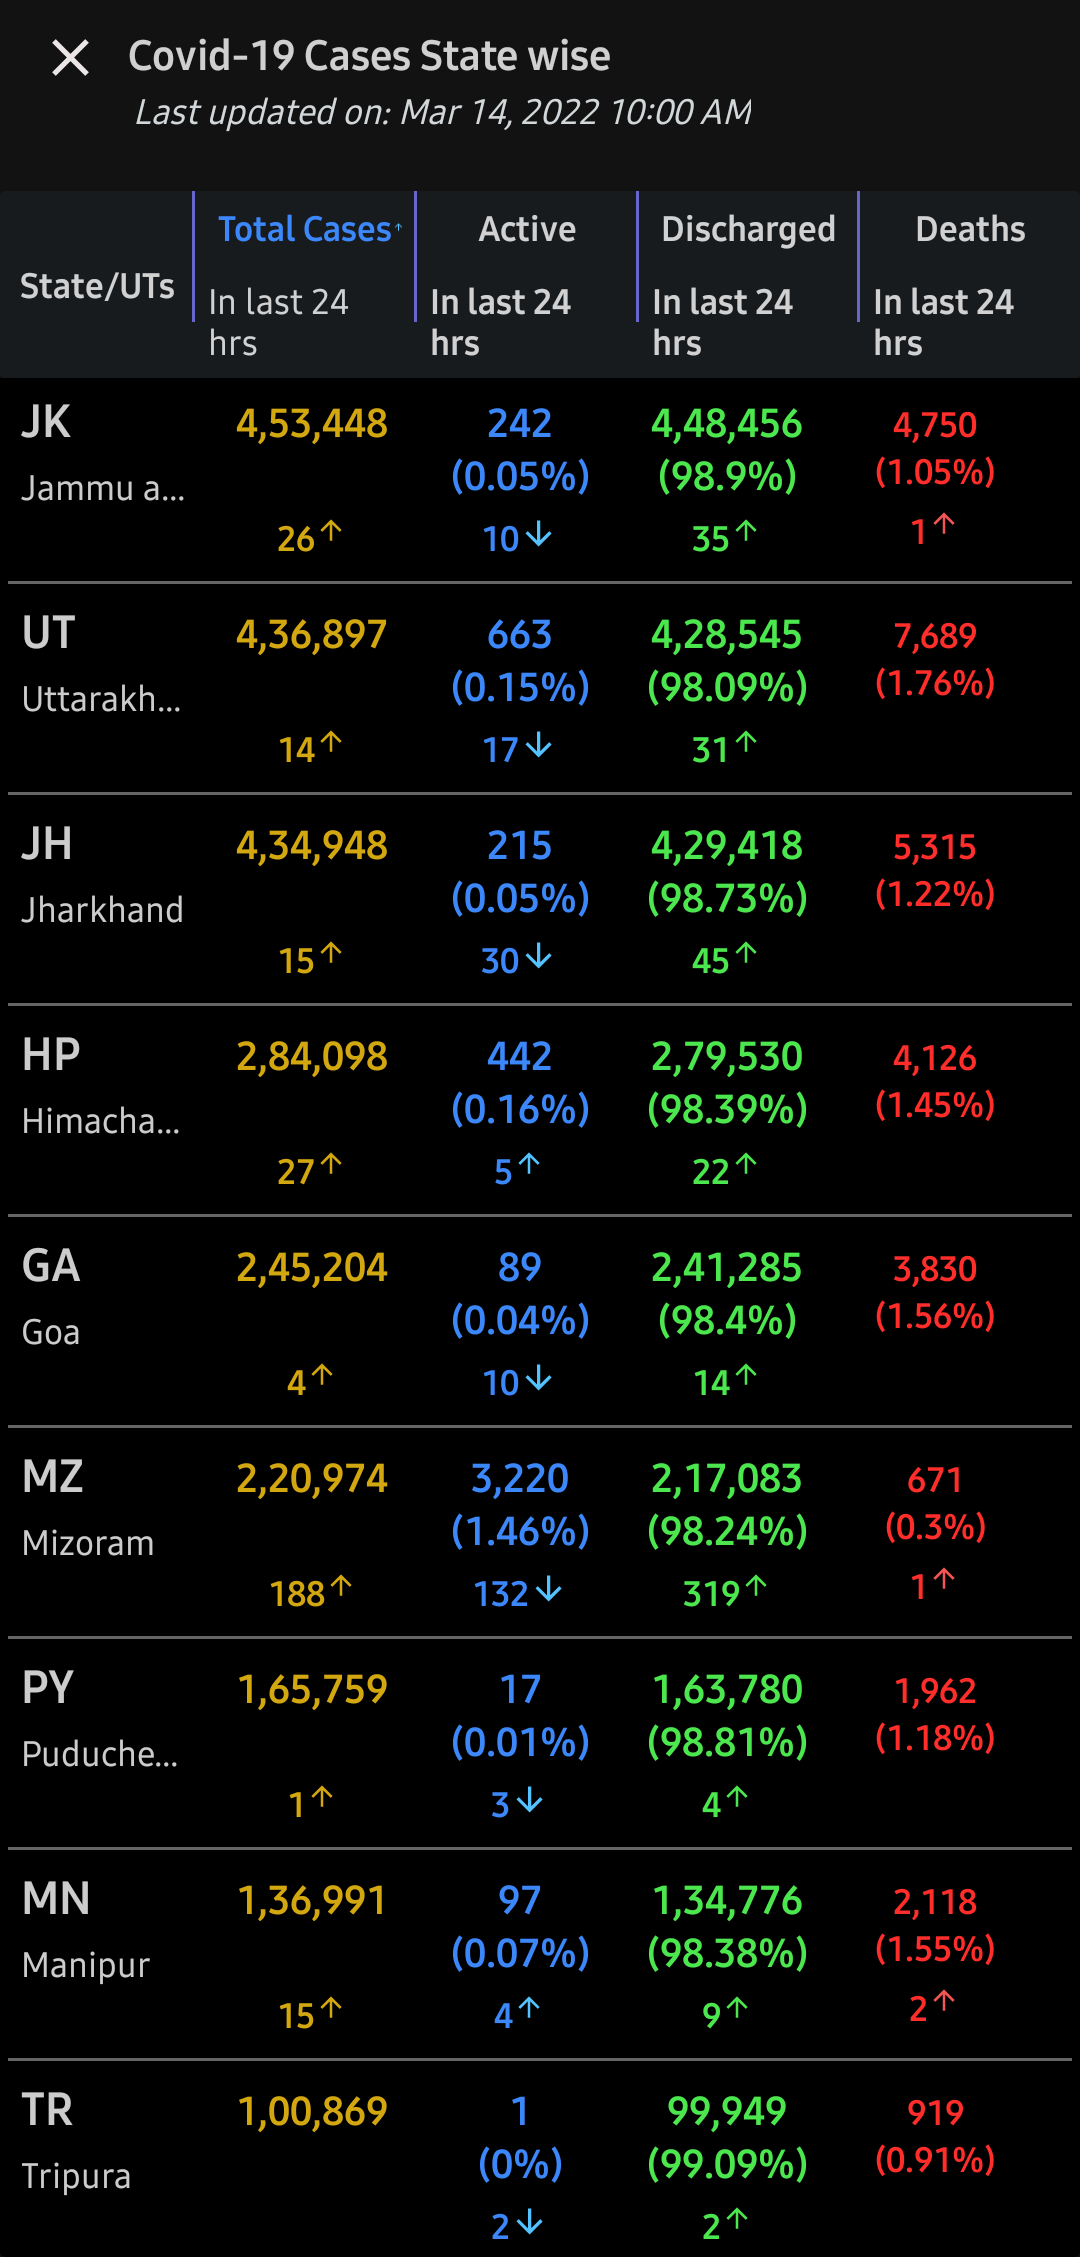 Covid-19 Cases State wise
Last updated on: Mar 14, 2022 10:00 AM
State/UTs Total Cases↑ Active Discharged Deaths
In last 24 hrs In last 24 hrs In last 24 hrs In last 24 hrs
JK 4,53,448 242 4,48,456 4,750
Jammu a... (0.05%) (98.9%) (1.05%)
26↑ 10↓ 35↑ 1↑
UT 4,36,897 663 4,28,545 7,689
Uttarakh... (0.15%) (98.09%) (1.76%)
14↑ 17↓ 31↑
JH 4,34,948 215 4,29,418 5,315
Jharkhand (0.05%) (98.73%) (1.22%)
15↑ 30↓ 45↑
HP 2,84,098 442 2,79,530 4,126
Himacha... (0.16%) (98.39%) (1.45%)
27↑ 5↑ 22↑
GA 2,45,204 89 2,41,285 3,830
Goa (0.04%) (98.4%) (1.56%)
4↑ 10↓ 14↑
MZ 2,20,974 3,220 2,17,083 671
Mizoram (1.46%) (98.24%) (0.3%)
188↑ 132↓ 319↑ 1↑
PY 1,65,759 17 1,63,780 1,962
Puduche... (0.01%) (98.81%) (1.18%)
1↑ 3↓ 4↑
MN 1,36,991 97 1,34,776 2,118
Manipur (0.07%) (98.38%) (1.55%)
15↑ 4↑ 9↑ 2↑
TR 1,00,869 1 99,949 919
Tripura (0%) (99.09%) (0.91%)
2↓ 2↑